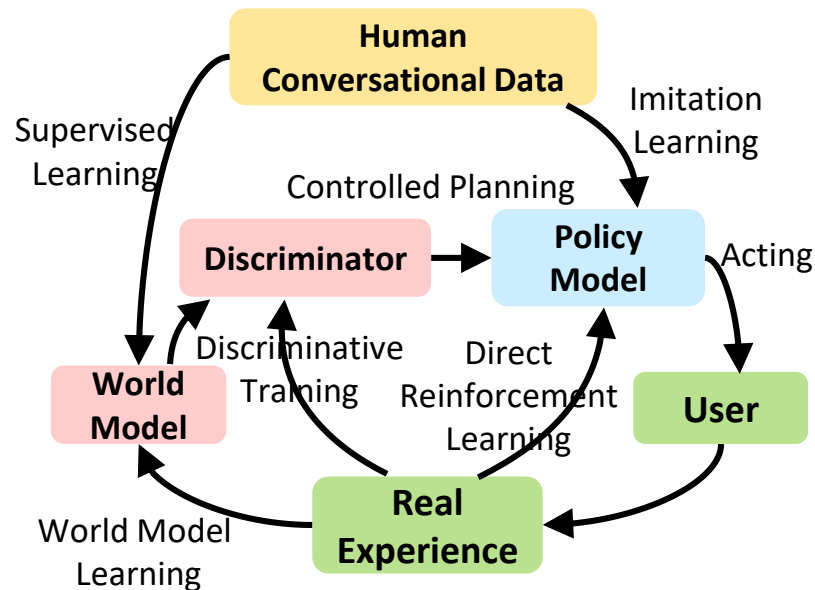 Human
Conversational Data
Imitation
Learning
Supervised
Learning
Controlled Planning
Discriminator
Policy
Model
Acting
Discriminative
Training
Direct
Reinforcement
Learning
World
Model
User
Real
Experience
World Model
Learning